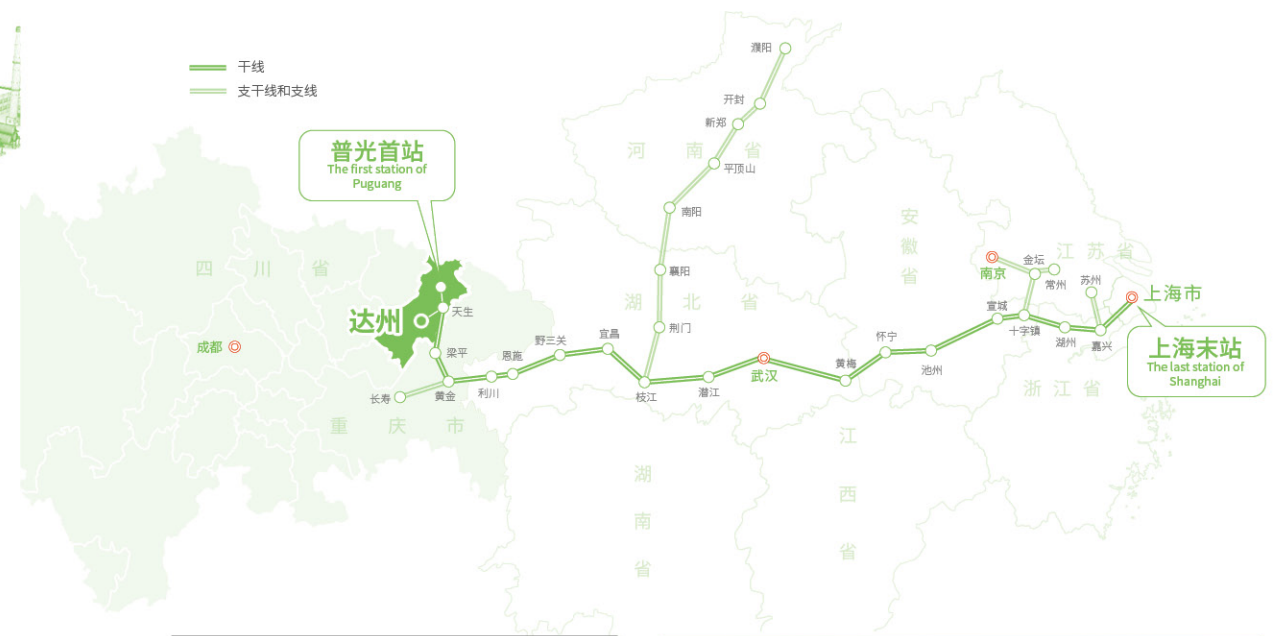 干线
支干线和支线
普光首站
The first station of
Puguang
濮阳
开封
新郑
平顶山
南阳
襄阳
荆门
河南省
湖北省
安徽省
江苏省
四川省
重庆市
湖南省
江西省
浙江省
达州
成都
天生
梁平
长寿
黄金
利川
恩施
野三关
宜昌
枝江
潜江
武汉
黄梅
怀宁
池州
宣城
十字镇
南京
金坛
常州
苏州
湖州
嘉兴
上海市
上海末站
The last station of
Shanghai